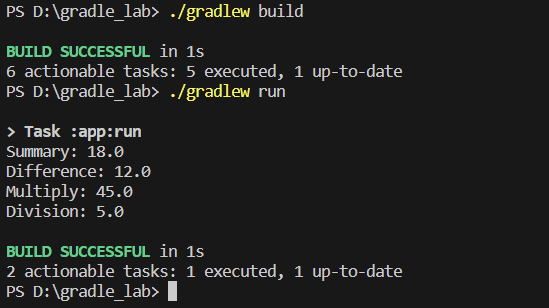 PS D:\gradle_lab> ./gradlew build
BUILD SUCCESSFUL in 1s
6 actionable tasks: 5 executed, 1 up-to-date
PS D:\gradle_lab> ./gradlew run
> Task :app:run
Summary: 18.0
Difference: 12.0
Multiply: 45.0
Division: 5.0
BUILD SUCCESSFUL in 1s
2 actionable tasks: 1 executed, 1 up-to-date
PS D:\gradle_lab>